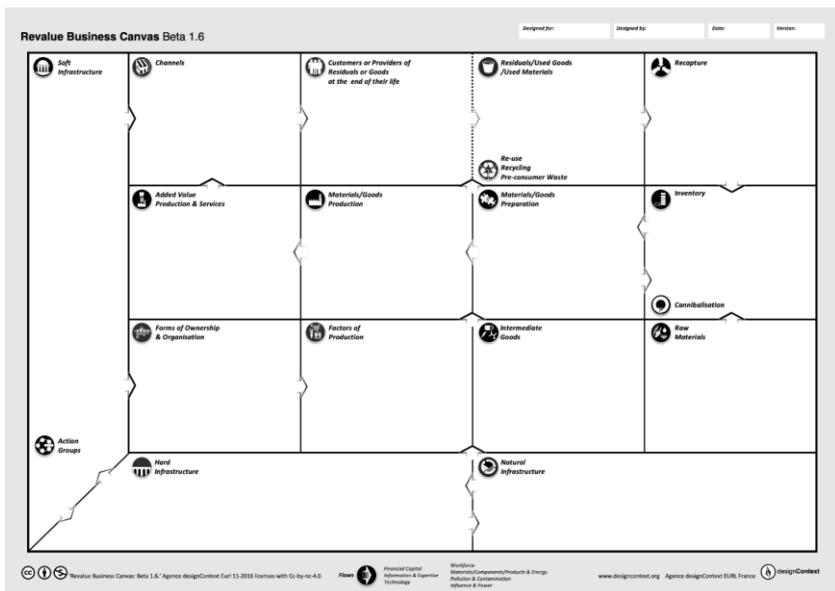 Revalue Business Canvas Beta 1.6
Designed for:
Designed by:
Date:
Version:
Soft
Infrastructure
Channels
Customers or Providers of
Residuals or Goods
at the end of their life
Residuals/Used Goods
/Used Materials
Recapture
Re-use
Recycling
Pre-consumer Waste
Added Value
Production & Services
Materials/Goods
Production
Materials/Goods
Preparation
Inventory
Cannibalisation
Forms of Ownership
& Organisation
Factors of
Production
Intermediate
Goods
Raw
Materials
Action
Groups
Hard
Infrastructure
Natural
Infrastructure
cc
'Revalue Business Canvas: Beta 1.6.' Agence designContext Eurl 11-2016 licenses with Cc-by-nc-4.0
Flows
Financial Capital
Information & Expertise
Technology
Workforce
Materials/Components/Products & Energy
Pollution & Contamination
Influence & Power
www.designcontext.org Agence designContext EURL France
designContext